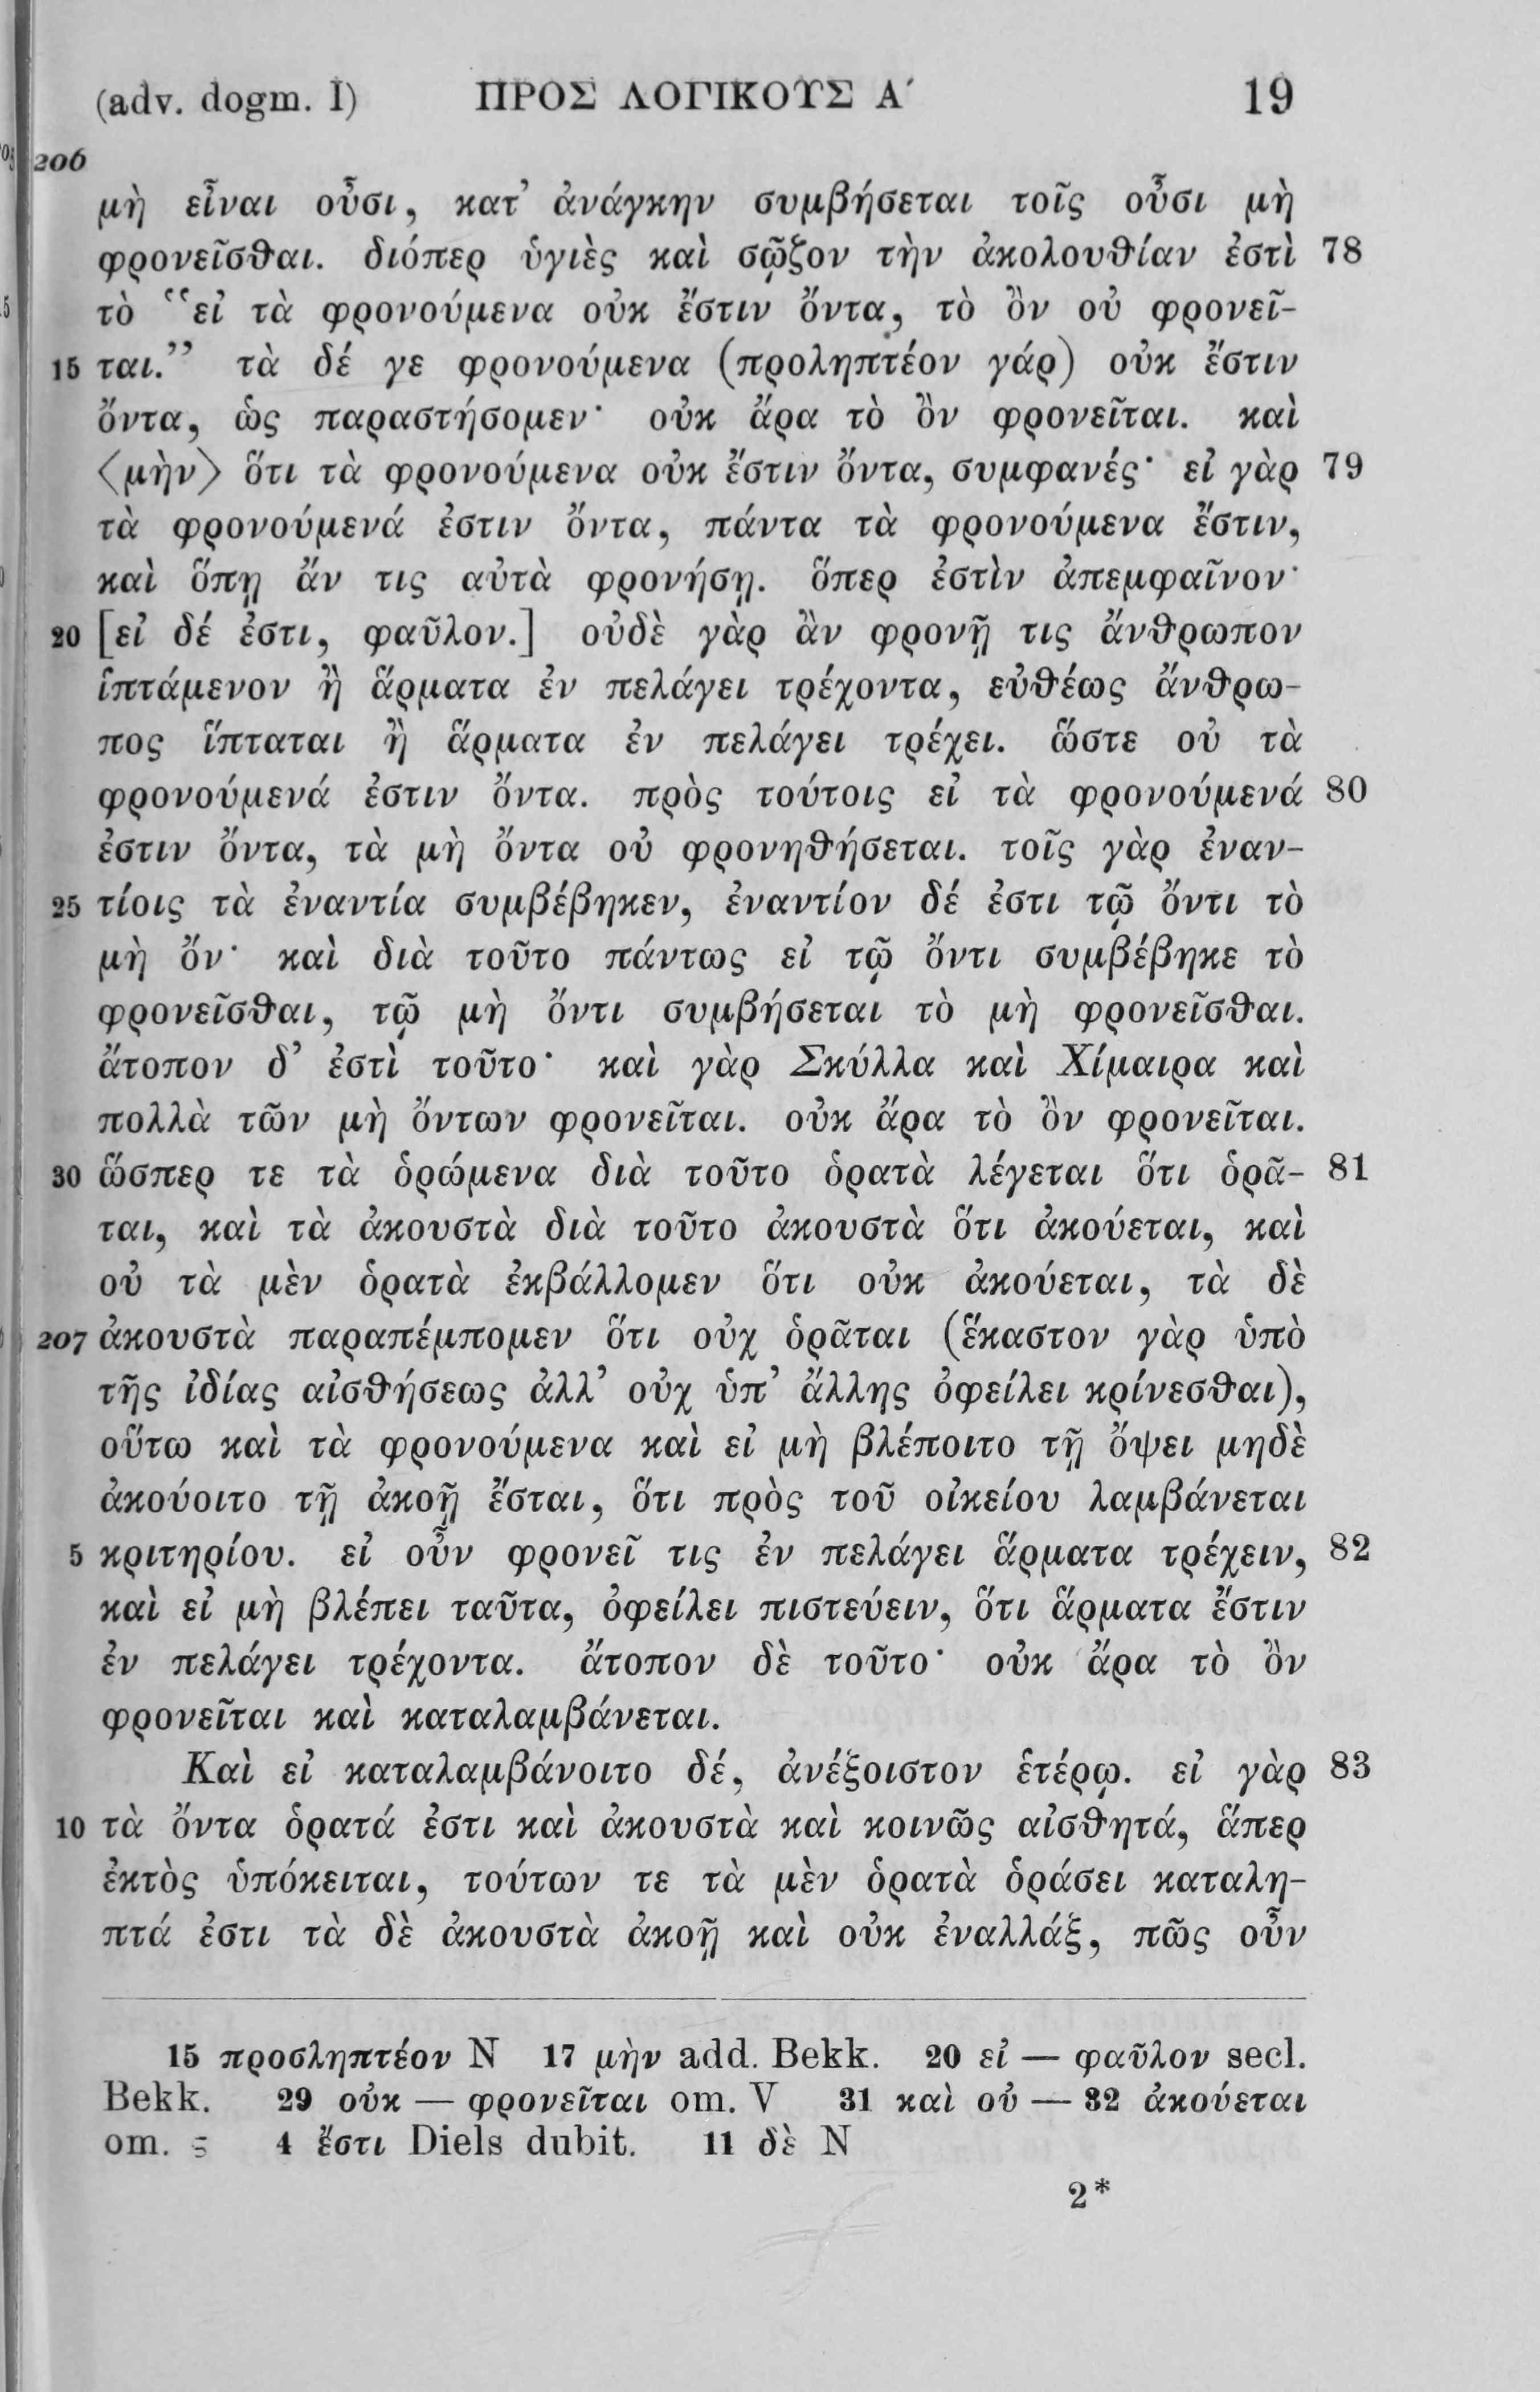 (adv. dogm. I) ΠΡΟΣ ΛΟΓΙΚΟΥΣ Α΄ 19
206
μὴ εἶναι οὖσι, κατ’ ἀνάγκην συμβήσεται τοῖς οὖσι μὴ
φρονεῖσθαι. διόπερ ὑγιὲς καὶ σῷζον τὴν ἀκολουθίαν ἐστὶ 78
τὸ “εἰ τὰ φρονούμενα οὐκ ἔστιν ὄντα, τὸ ὂν οὐ φρονεῖ-
15 ται.” τὰ δέ γε φρονούμενα (προληπτέον γάρ) οὐκ ἔστιν
ὄντα, ὡς παραστήσομεν· οὐκ ἄρα τὸ ὂν φρονεῖται. καὶ
⟨μὴν⟩ ὅτι τὰ φρονούμενα οὐκ ἔστιν ὄντα, συμφανές· εἰ γὰρ 79
τὰ φρονούμενά ἐστιν ὄντα, πάντα τὰ φρονούμενα ἔστιν,
καὶ ὅπῃ ἄν τις αὐτὰ φρονήσῃ. ὅπερ ἐστὶν ἀπεμφαῖνον·
20 [εἰ δέ ἐστι, φαῦλον.] οὐδὲ γὰρ ἂν φρονῇ τις ἄνθρωπον
ἱπτάμενον ἢ ἅρματα ἐν πελάγει τρέχοντα, εὐθέως ἄνθρω-
πος ἵπταται ἢ ἅρματα ἐν πελάγει τρέχει. ὥστε οὐ τὰ
φρονούμενά ἐστιν ὄντα. πρὸς τούτοις εἰ τὰ φρονούμενά 80
ἐστιν ὄντα, τὰ μὴ ὄντα οὐ φρονηθήσεται. τοῖς γὰρ ἐναν-
25 τίοις τὰ ἐναντία συμβέβηκεν, ἐναντίον δέ ἐστι τῷ ὄντι τὸ
μὴ ὄν· καὶ διὰ τοῦτο πάντως εἰ τῷ ὄντι συμβέβηκε τὸ
φρονεῖσθαι, τῷ μὴ ὄντι συμβήσεται τὸ μὴ φρονεῖσθαι.
ἄτοπον δ’ ἐστὶ τοῦτο· καὶ γὰρ Σκύλλα καὶ Χίμαιρα καὶ
πολλὰ τῶν μὴ ὄντων φρονεῖται. οὐκ ἄρα τὸ ὂν φρονεῖται.
30 ὥσπερ τε τὰ ὁρώμενα διὰ τοῦτο ὁρατὰ λέγεται ὅτι ὁρᾶ- 81
ται, καὶ τὰ ἀκουστὰ διὰ τοῦτο ἀκουστὰ ὅτι ἀκούεται, καὶ
οὐ τὰ μὲν ὁρατὰ ἐκβάλλομεν ὅτι οὐκ ἀκούεται, τὰ δὲ
207 ἀκουστὰ παραπέμπομεν ὅτι οὐχ ὁρᾶται (ἕκαστον γὰρ ὑπὸ
τῆς ἰδίας αἰσθήσεως ἀλλ’ οὐχ ὑπ’ ἄλλης ὀφείλει κρίνεσθαι),
οὕτω καὶ τὰ φρονούμενα καὶ εἰ μὴ βλέποιτο τῇ ὄψει μηδὲ
ἀκούοιτο τῇ ἀκοῇ ἔσται, ὅτι πρὸς τοῦ οἰκείου λαμβάνεται
5 κριτηρίου. εἰ οὖν φρονεῖ τις ἐν πελάγει ἅρματα τρέχειν, 82
καὶ εἰ μὴ βλέπει ταῦτα, ὀφείλει πιστεύειν, ὅτι ἅρματα ἔστιν
ἐν πελάγει τρέχοντα. ἄτοπον δὲ τοῦτο· οὐκ ἄρα τὸ ὂν
φρονεῖται καὶ καταλαμβάνεται.
Καὶ εἰ καταλαμβάνοιτο δέ, ἀνέξοιστον ἑτέρῳ. εἰ γὰρ 83
10 τὰ ὄντα ὁρατά ἐστι καὶ ἀκουστὰ καὶ κοινῶς αἰσθητά, ἅπερ
ἐκτὸς ὑπόκειται, τούτων τε τὰ μὲν ὁρατὰ ὁράσει καταλη-
πτά ἐστι τὰ δὲ ἀκουστὰ ἀκοῇ καὶ οὐκ ἐναλλάξ, πῶς οὖν
15 προσληπτέον N 17 μὴν add. Bekk. 20 εἰ — φαῦλον secl.
Bekk. 29 οὐκ — φρονεῖται om. V 31 καὶ οὐ — 32 ἀκούεται
om. ς 4 ἔστι Diels dubit. 11 δὲ N
2*